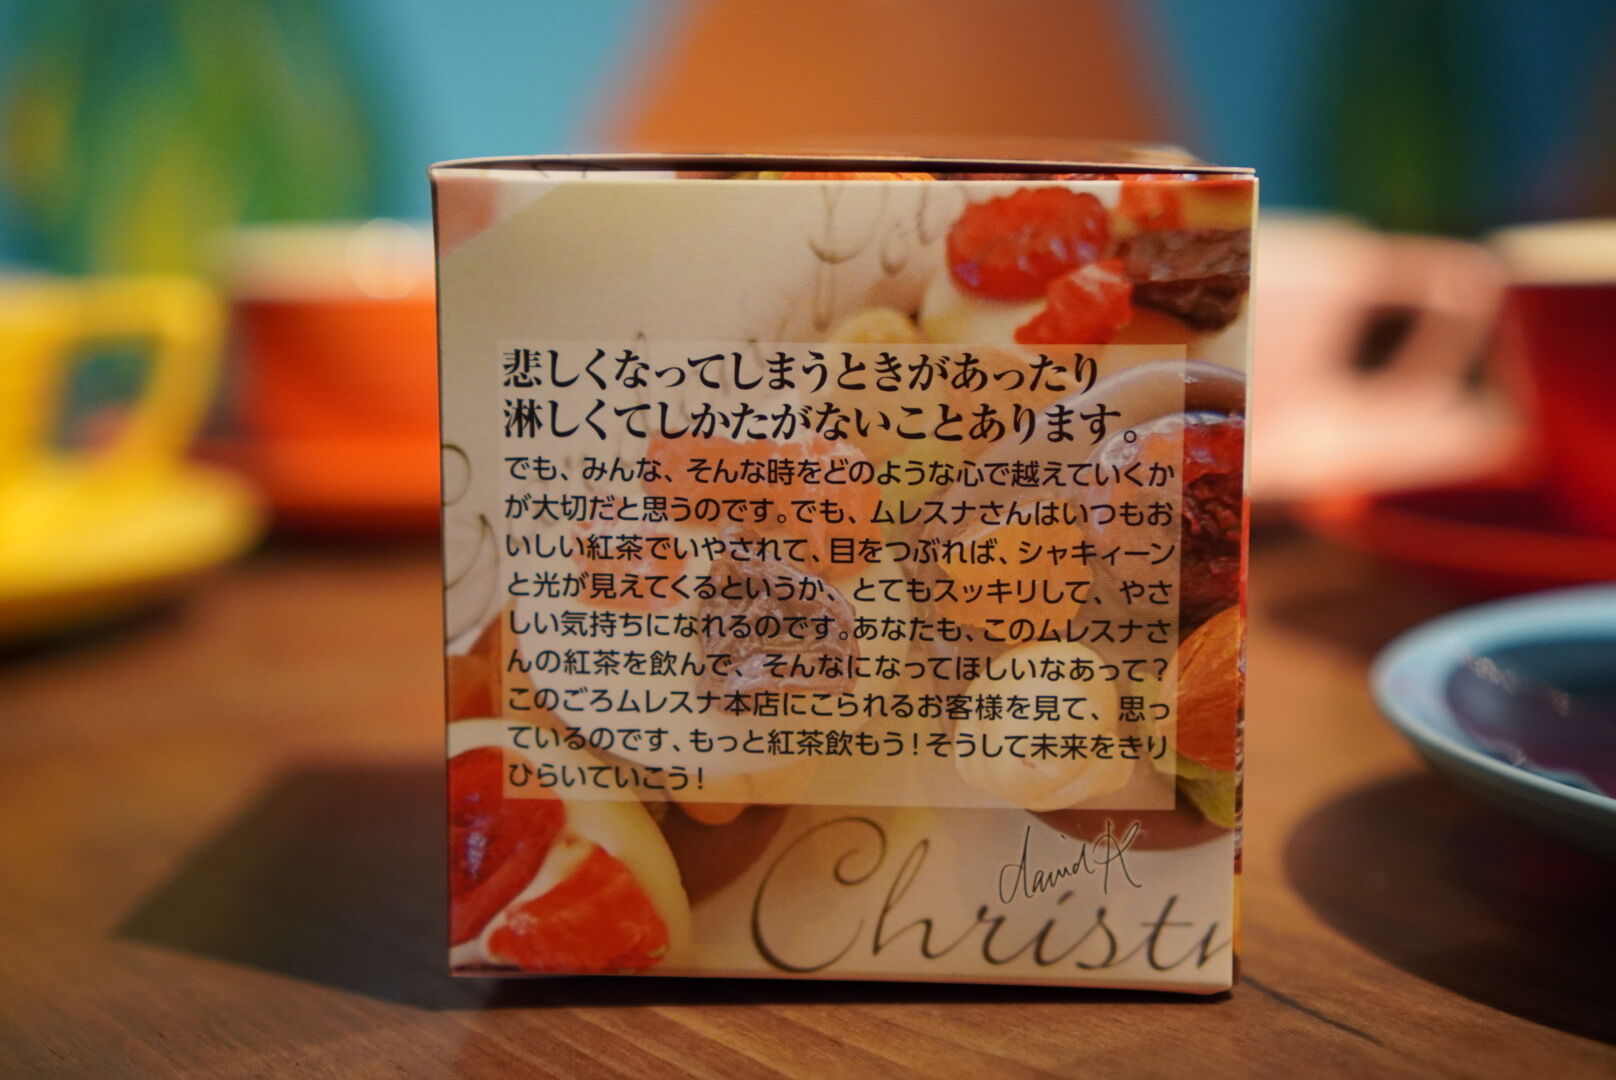 悲しくなってしまうときがあったり
淋しくてしかたがないことあります。
でも、みんな、そんな時をどのような心で越えていくか
が大切だと思うのです。でも、ムレスナさんはいつもお
いしい紅茶でいやされて、目をつぶれば、シャキィーン
と光が見えてくるというか、とてもスッキリして、やさ
しい気持ちになれるのです。あなたも、このムレスナさ
んの紅茶を飲んで、そんなになってほしいなあって？
このごろムレスナ本店にこられるお客様を見て、思っ
ているのです、もっと紅茶飲もう！そうして未来をきり
ひらいていこう！
david K
Christ